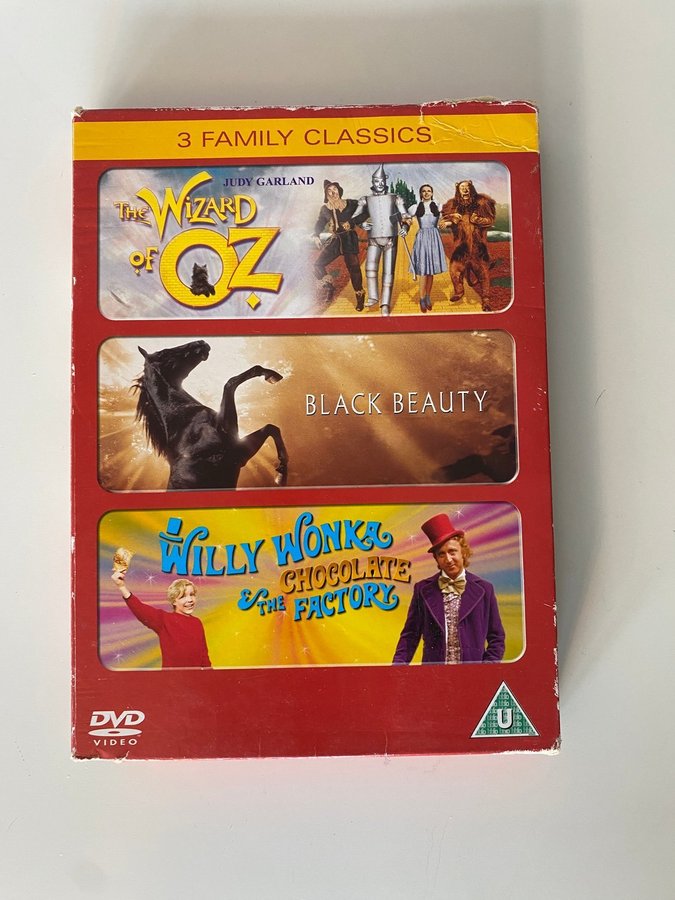 3 FAMILY CLASSICS
JUDY GARLAND
THE WIZARD
OF OZ
BLACK BEAUTY
WILLY WONKA
& THE CHOCOLATE
FACTORY
DVD
VIDEO
U